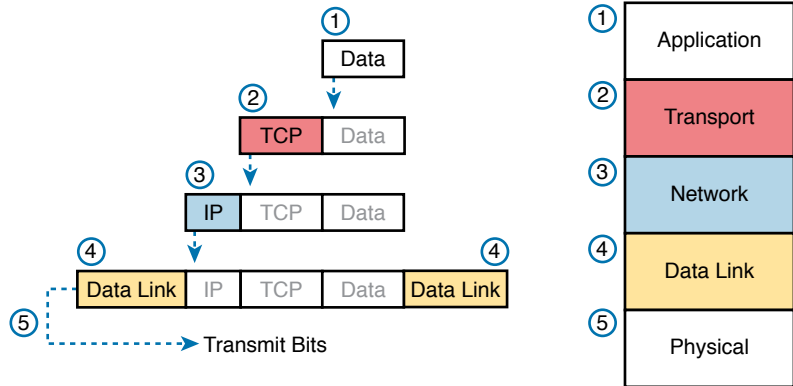 1
Data
2
TCP Data
3
IP TCP Data
4 4
Data Link IP TCP Data Data Link
5
Transmit Bits
1
Application
2
Transport
3
Network
4
Data Link
5
Physical